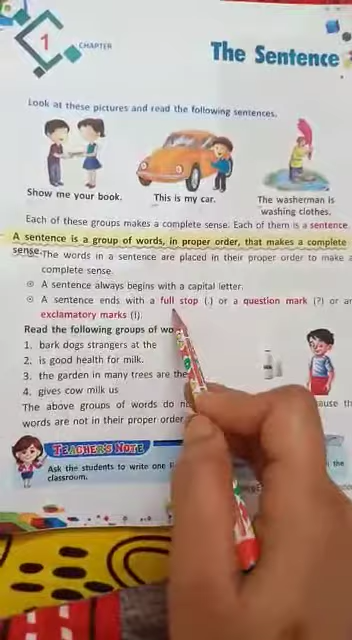 1
CHAPTER
The Sentence
Look at these pictures and read the following sentences.
Show me your book.
This is my car.
The washerman is
washing clothes.
Each of these groups makes a complete sense. Each of them is a sentence.
A sentence is a group of words, in proper order, that makes a complete
sense. The words in a sentence are placed in their proper order to make a
complete sense.
A sentence always begins with a capital letter.
A sentence ends with a full stop (.) or a question mark (?) or an
exclamatory marks (!).
Read the following groups of wo
1. bark dogs strangers at the
2. is good health for milk.
3. the garden in many trees are the
4. gives cow milk us
The above groups of words do no ause th
words are not in their proper order
TEACHER'S NOTE
Ask the students to write one the
classroom.